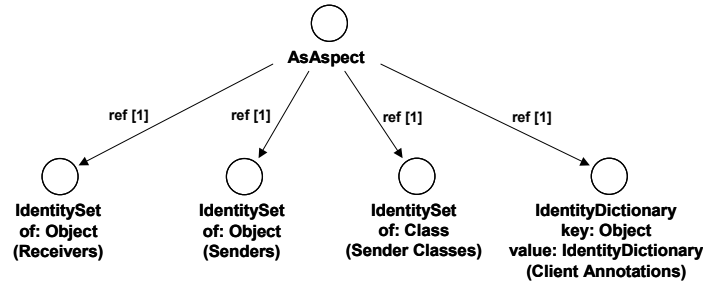 AsAspect
ref [1]
ref [1]
ref [1]
ref [1]
IdentitySet
of: Object
(Receivers)
IdentitySet
of: Object
(Senders)
IdentitySet
of: Class
(Sender Classes)
IdentityDictionary
key: Object
value: IdentityDictionary
(Client Annotations)